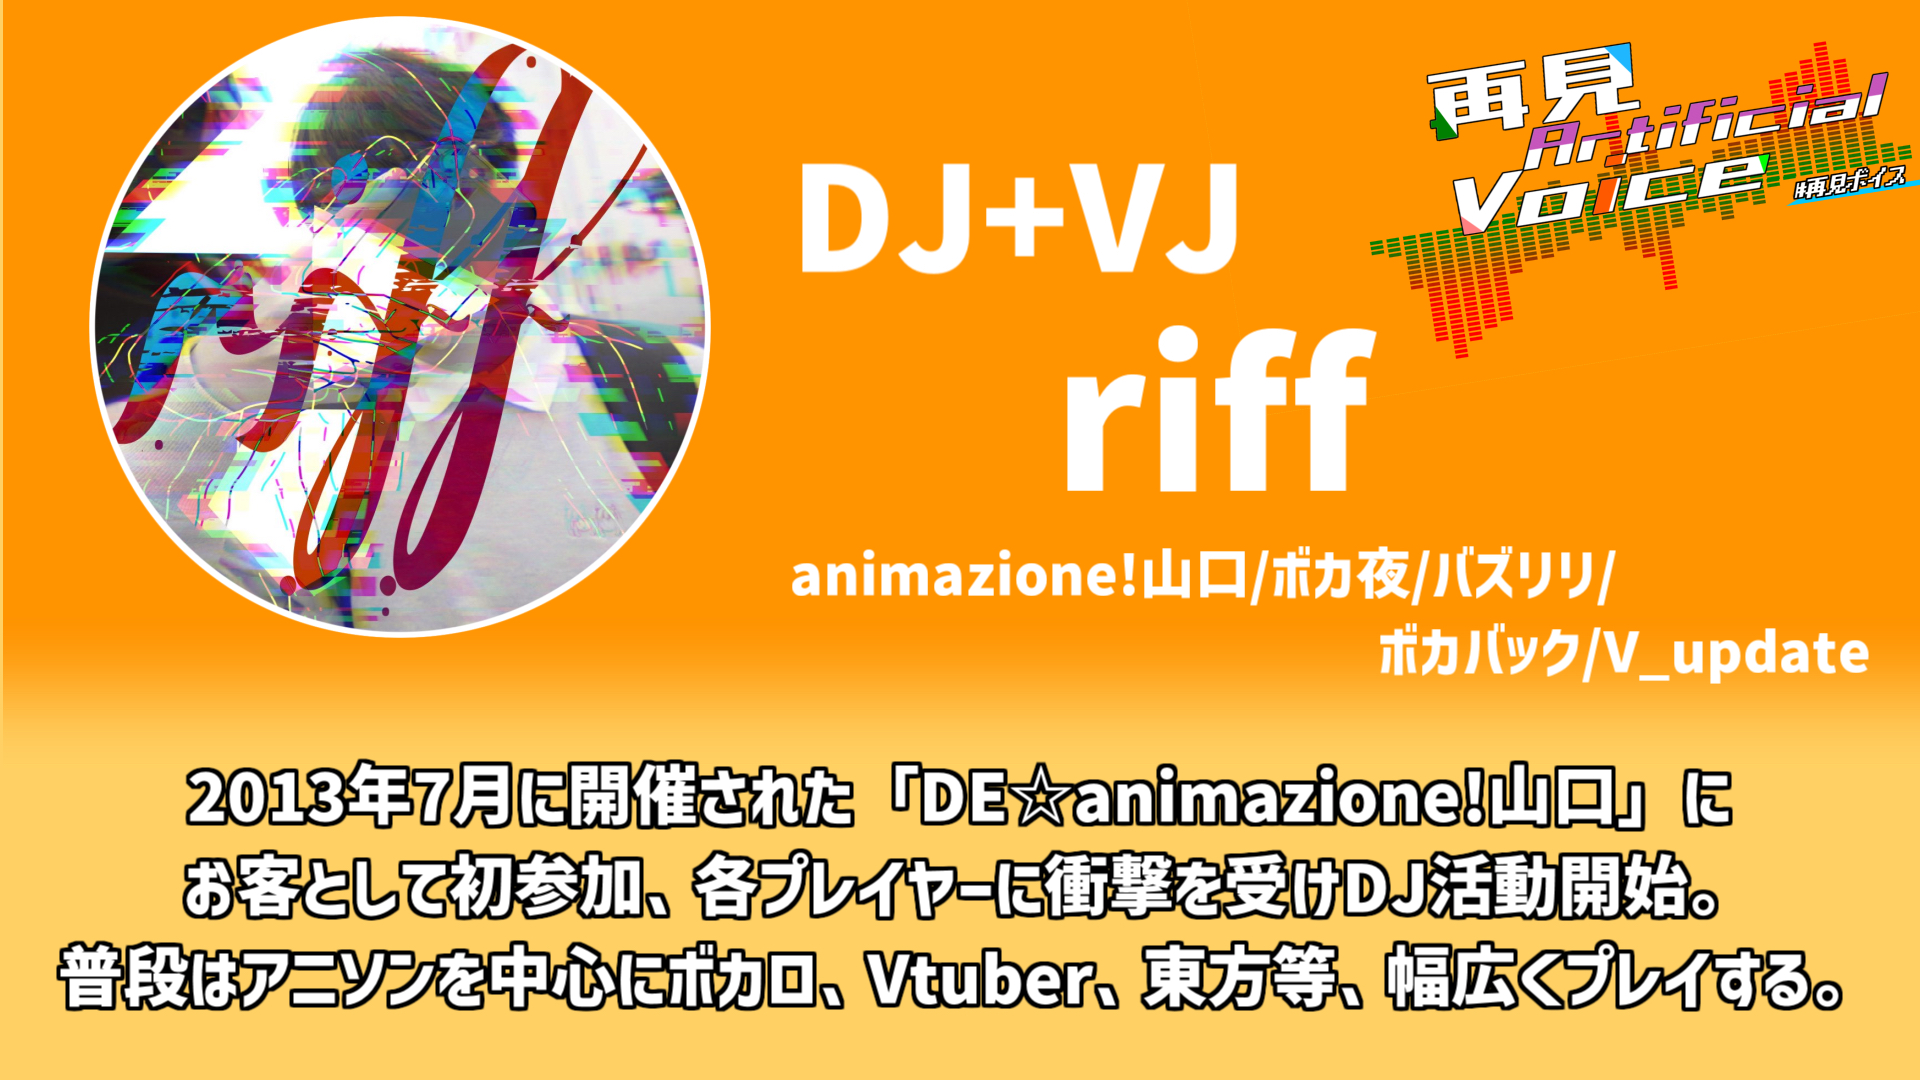 riff
再見
Artificial
Voice
#再見ボイス
DJ+VJ
riff
animazione!山口/ボカ夜/バズリリ/
ボカバック/V_update
2013年7月に開催された「DE☆animazione!山口」に
お客として初参加、各プレイヤーに衝撃を受けDJ活動開始。
普段はアニソンを中心にボカロ、Vtuber、東方等、幅広くプレイする。